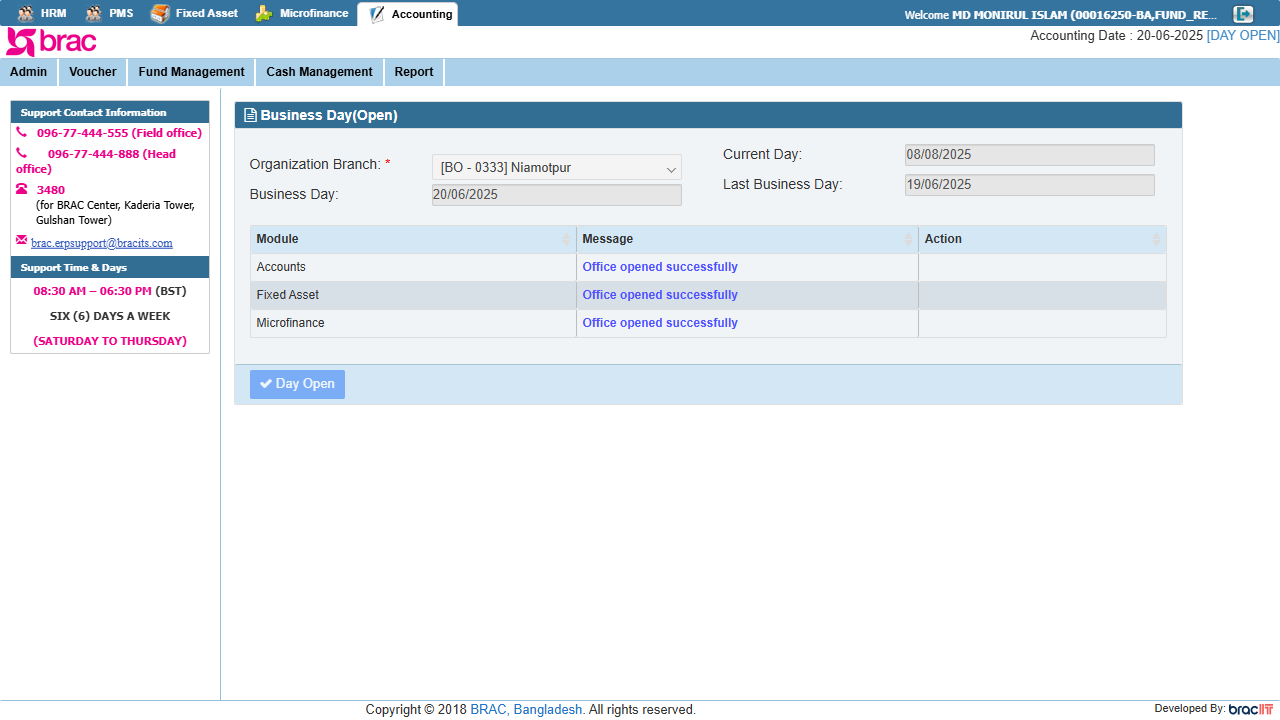 HRM PMS Fixed Asset Microfinance Accounting Welcome MD MONIRUL ISLAM (00016250-BA,FUND_RE...
brac
Accounting Date : 20-06-2025 [DAY OPEN]
Admin Voucher Fund Management Cash Management Report
Support Contact Information
096-77-444-555 (Field office)
096-77-444-888 (Head
office)
3480
(for BRAC Center, Kaderia Tower,
Gulshan Tower)
brac.erpsupport@bracits.com
Support Time & Days
08:30 AM – 06:30 PM (BST)
SIX (6) DAYS A WEEK
(SATURDAY TO THURSDAY)
Business Day(Open)
Organization Branch: * [BO - 0333] Niamotpur
Current Day: 08/08/2025
Business Day: 20/06/2025
Last Business Day: 19/06/2025
Module Message Action
Accounts Office opened successfully
Fixed Asset Office opened successfully
Microfinance Office opened successfully
Day Open
Copyright © 2018 BRAC, Bangladesh. All rights reserved.
Developed By: bracIT